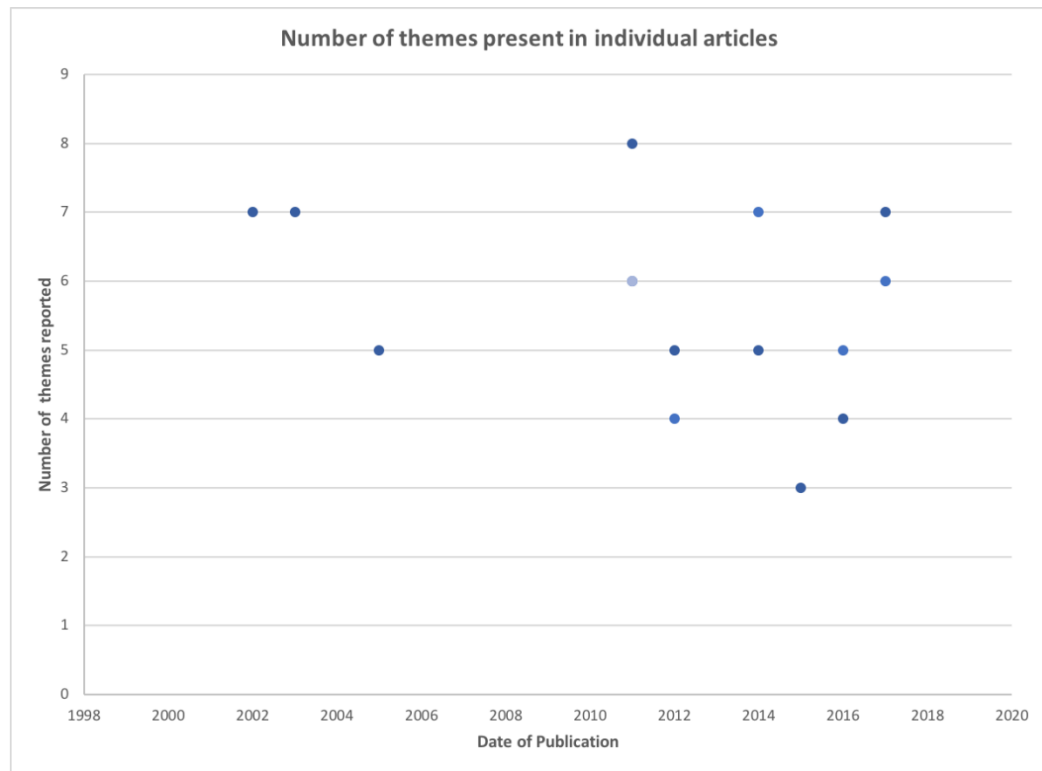 Number of themes present in individual articles
9
8
7
6
5
4
3
2
1
0
Number of themes reported
1998 2000 2002 2004 2006 2008 2010 2012 2014 2016 2018 2020
Date of Publication